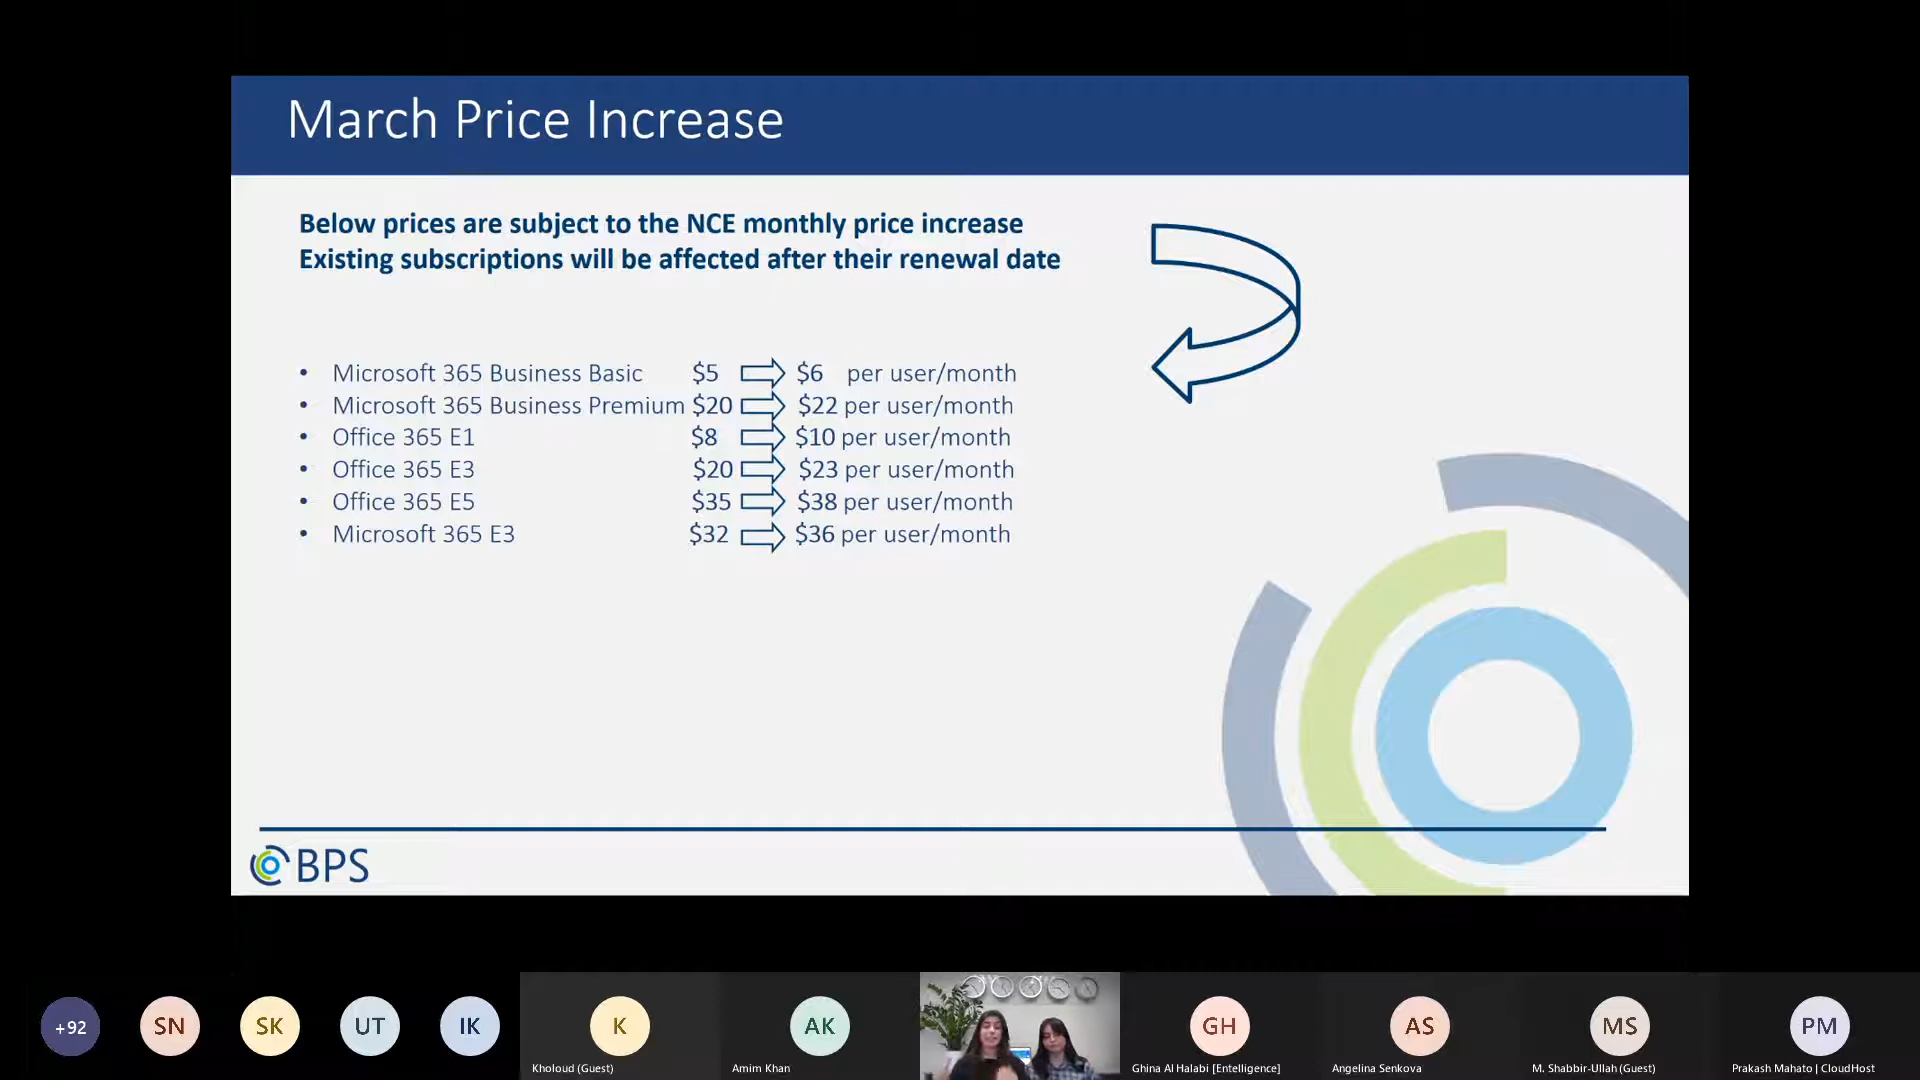 March Price Increase
Below prices are subject to the NCE monthly price increase
Existing subscriptions will be affected after their renewal date
• Microsoft 365 Business Basic $5 $6 per user/month
• Microsoft 365 Business Premium $20 $22 per user/month
• Office 365 E1 $8 $10 per user/month
• Office 365 E3 $20 $23 per user/month
• Office 365 E5 $35 $38 per user/month
• Microsoft 365 E3 $32 $36 per user/month
BPS
+92 SN SK UT IK K AK GH AS MS PM
Kholoud (Guest) Amim Khan Ghina Al Halabi [Entelligence] Angelina Senkova M. Shabbir-Ullah (Guest) Prakash Mahato | CloudHost